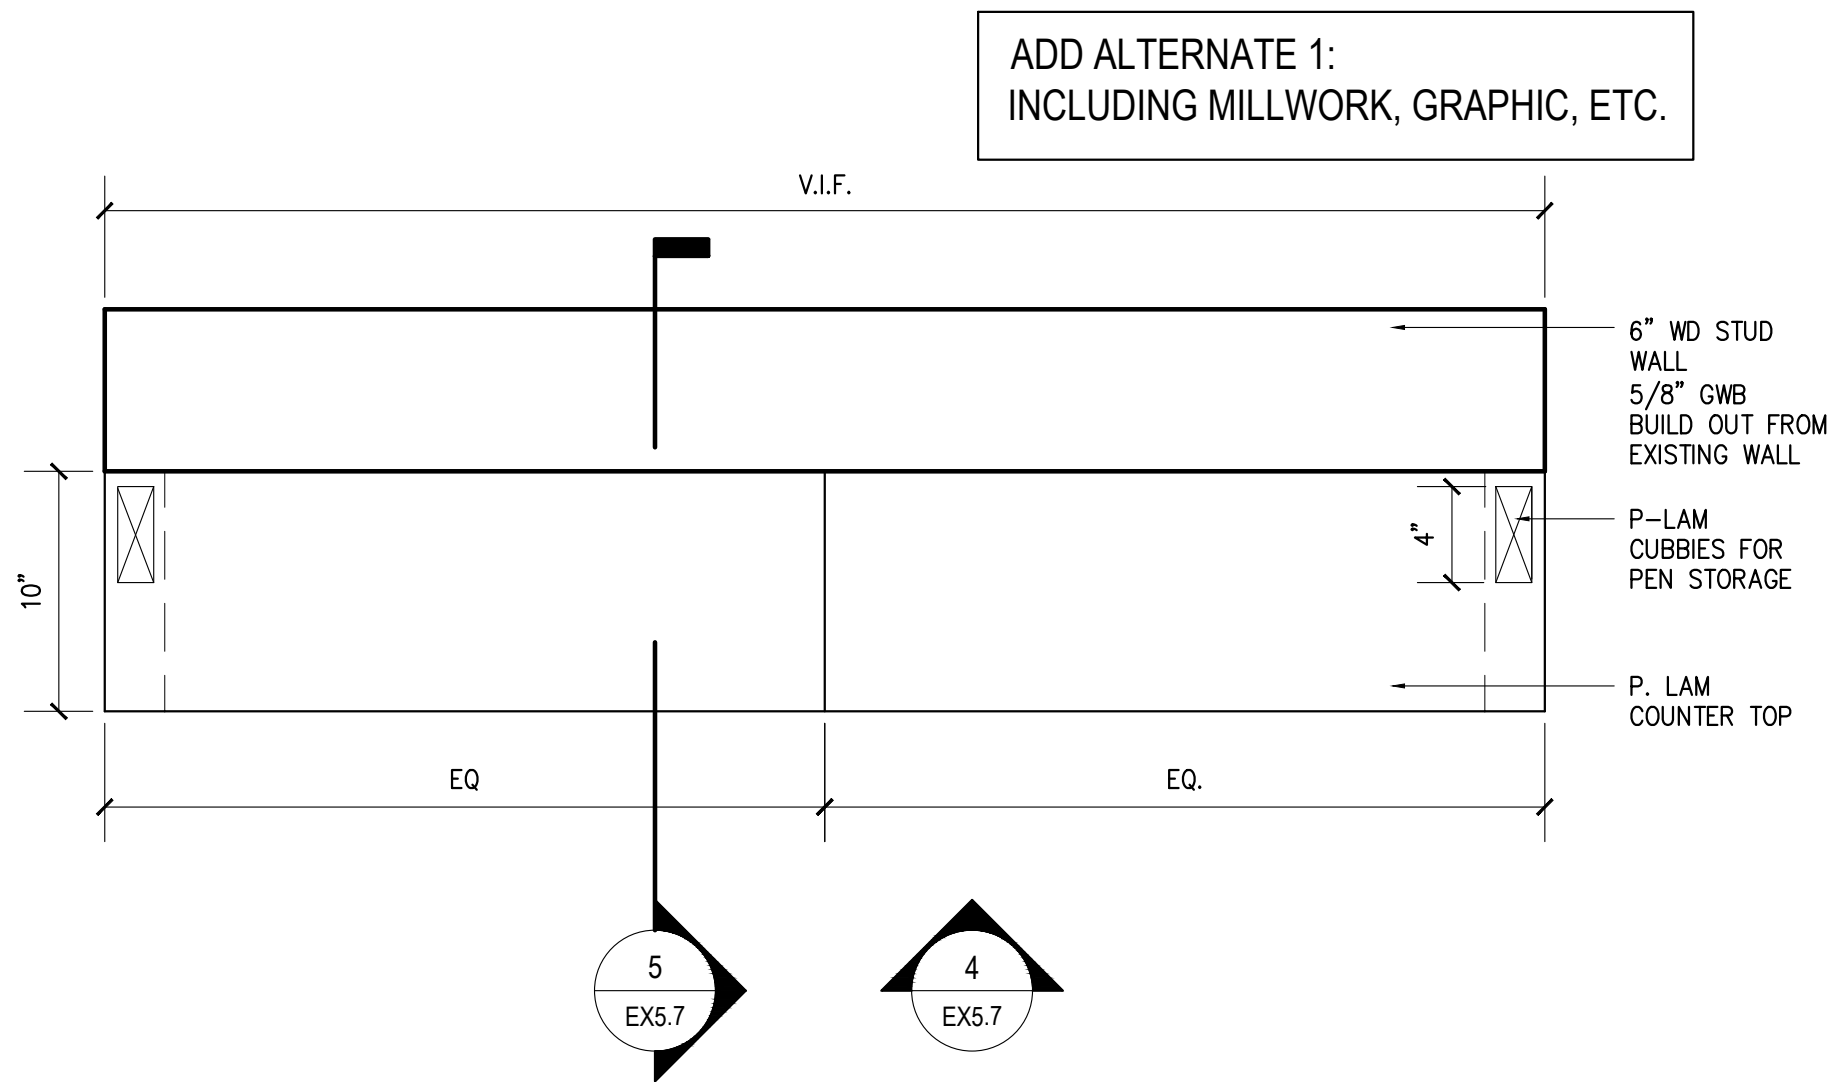 ADD ALTERNATE 1:
INCLUDING MILLWORK, GRAPHIC, ETC.
V.I.F.
6” WD STUD
WALL
5/8” GWB
BUILD OUT FROM
EXISTING WALL
10”
4”
P-LAM
CUBBIES FOR
PEN STORAGE
P. LAM
COUNTER TOP
EQ
EQ.
5
EX5.7
4
EX5.7